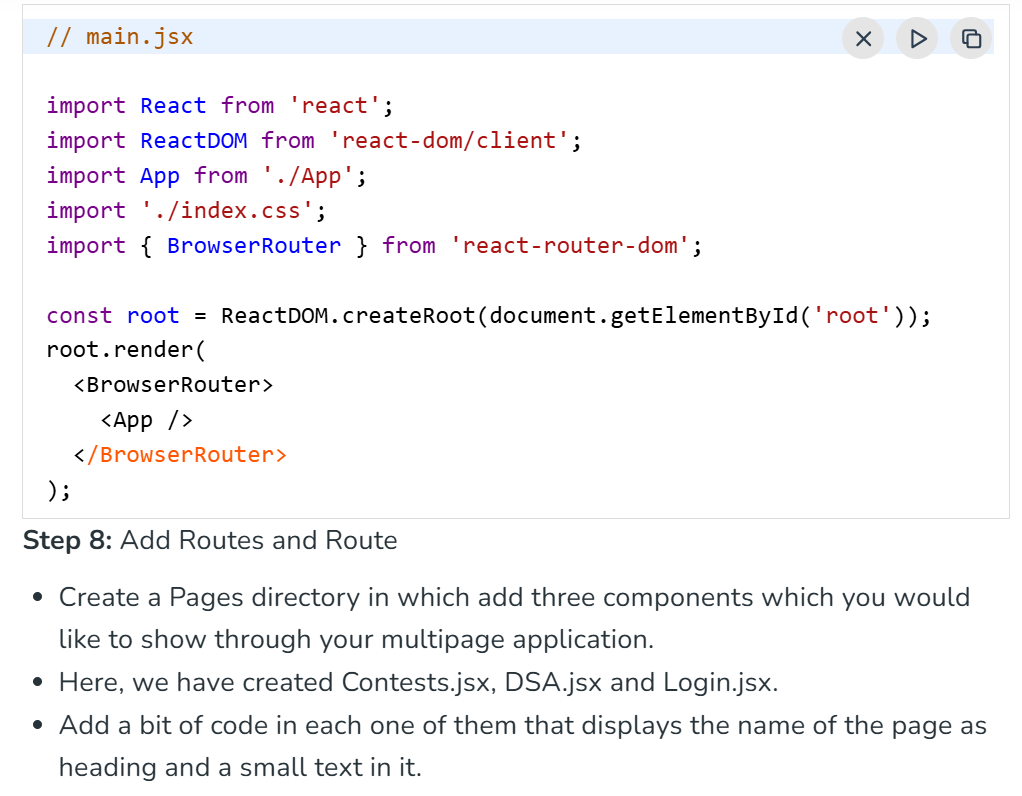 // main.jsx
import React from 'react';
import ReactDOM from 'react-dom/client';
import App from './App';
import './index.css';
import { BrowserRouter } from 'react-router-dom';
const root = ReactDOM.createRoot(document.getElementById('root'));
root.render(
  <BrowserRouter>
    <App />
  </BrowserRouter>
);
Step 8: Add Routes and Route
• Create a Pages directory in which add three components which you would
like to show through your multipage application.
• Here, we have created Contests.jsx, DSA.jsx and Login.jsx.
• Add a bit of code in each one of them that displays the name of the page as
heading and a small text in it.